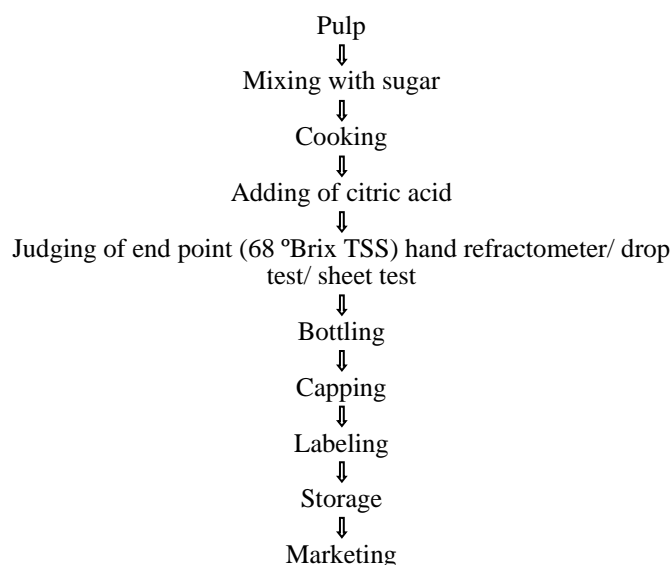 Pulp
⇓
Mixing with sugar
⇓
Cooking
⇓
Adding of citric acid
⇓
Judging of end point (68 ºBrix TSS) hand refractometer/ drop
test/ sheet test
⇓
Bottling
⇓
Capping
⇓
Labeling
⇓
Storage
⇓
Marketing